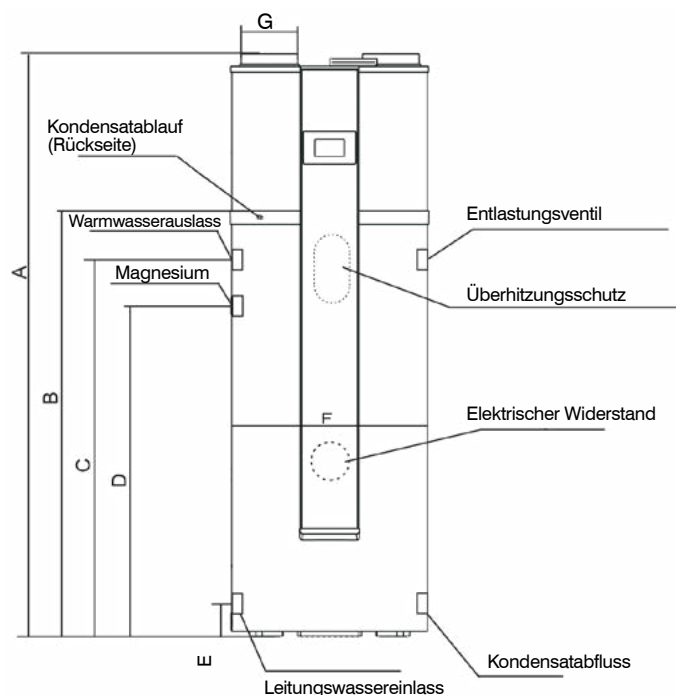 G
Kondensatablauf
(Rückseite)
Warmwasserauslass
Entlastungsventil
A
Magnesium
Überhitzungsschutz
B
C
D
F
Elektrischer Widerstand
E
Leitungswassereinlass
Kondensatabfluss